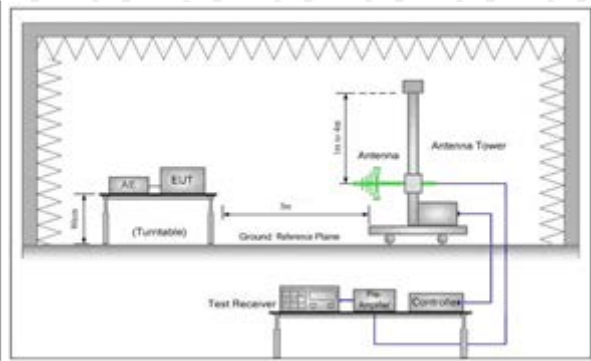 1m to 4m
Antenna
Antenna Tower
AE
EUT
80cm
(Turntable)
3m
Ground Reference Plane
Test Receiver
Pre-
Amplifier
Controller